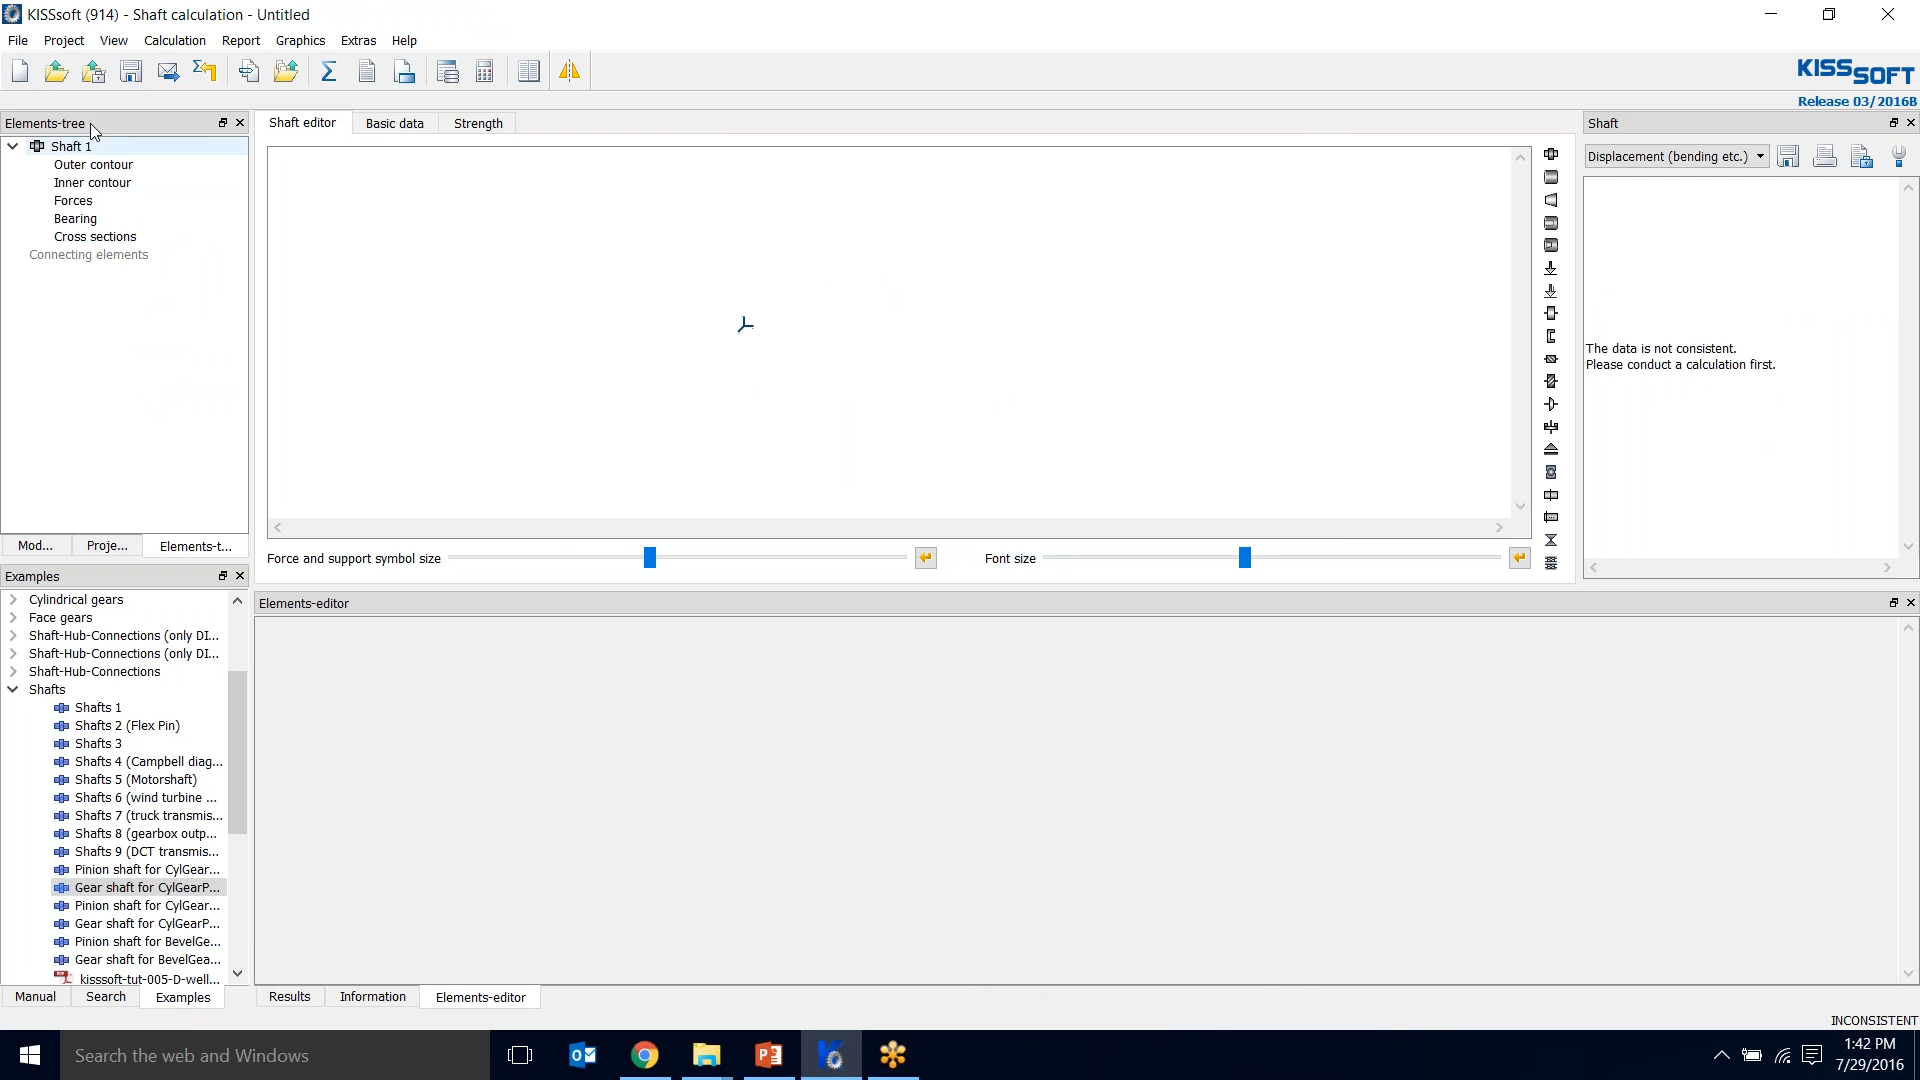 KISSsoft (914) - Shaft calculation - Untitled
File Project View Calculation Report Graphics Extras Help
KISSSOFT
Release 03/2016B
Elements-tree
Shaft 1
Outer contour
Inner contour
Forces
Bearing
Cross sections
Connecting elements
Mod... Proje... Elements-t...
Shaft editor Basic data Strength
Force and support symbol size Font size
Shaft
Displacement (bending etc.)
The data is not consistent.
Please conduct a calculation first.
Examples
Cylindrical gears
Face gears
Shaft-Hub-Connections (only DI...
Shaft-Hub-Connections (only DI...
Shaft-Hub-Connections
Shafts
Shafts 1
Shafts 2 (Flex Pin)
Shafts 3
Shafts 4 (Campbell diag...
Shafts 5 (Motorshaft)
Shafts 6 (wind turbine ...
Shafts 7 (truck transmis...
Shafts 8 (gearbox outp...
Shafts 9 (DCT transmis...
Pinion shaft for CylGear...
Gear shaft for CylGearP...
Pinion shaft for CylGear...
Gear shaft for CylGearP...
Pinion shaft for BevelGe...
Gear shaft for BevelGea...
kisssoft-tut-005-D-well...
Manual Search Examples
Elements-editor
Results Information Elements-editor
INCONSISTENT
Search the web and Windows
1:42 PM
7/29/2016